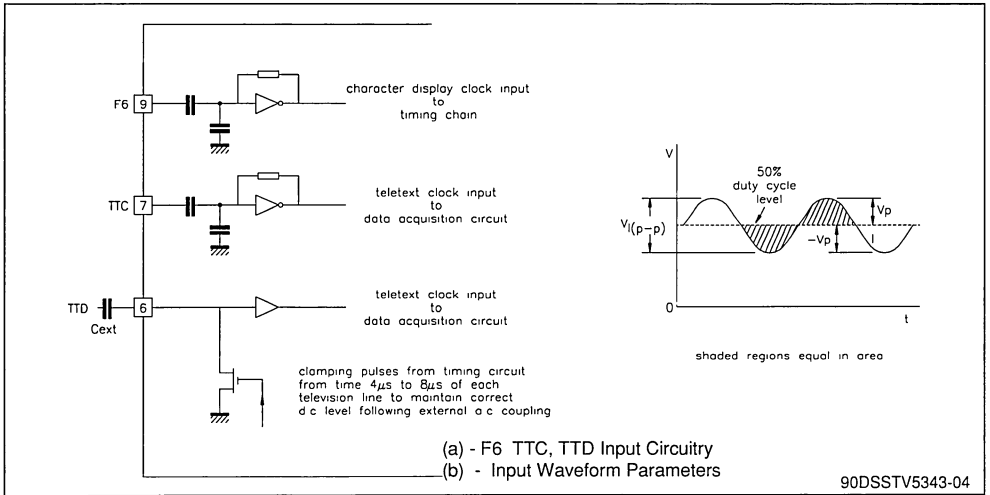 F6 9
character display clock input
to
timing chain
TTC 7
teletext clock input
to
data acquisition circuit
TTD 6
Cext
teletext clock input
to
data acquisition circuit
clamping pulses from timing circuit
from time 4μs to 8μs of each
television line to maintain correct
d c level following external a c coupling
V
50%
duty cycle
level
VI(p-p)
Vp
-Vp
I
0
t
shaded regions equal in area
(a) - F6 TTC, TTD Input Circuitry
(b) - Input Waveform Parameters
90DSSTV5343-04